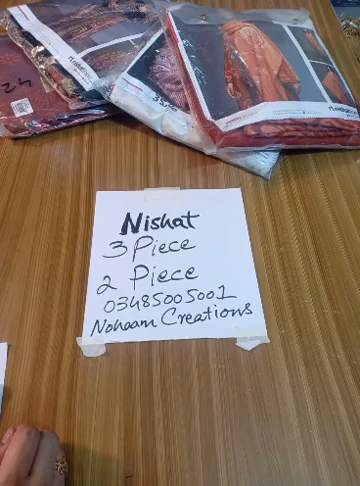 Nishat
3 Piece
2 Piece
03485005001
Nohaam Creations